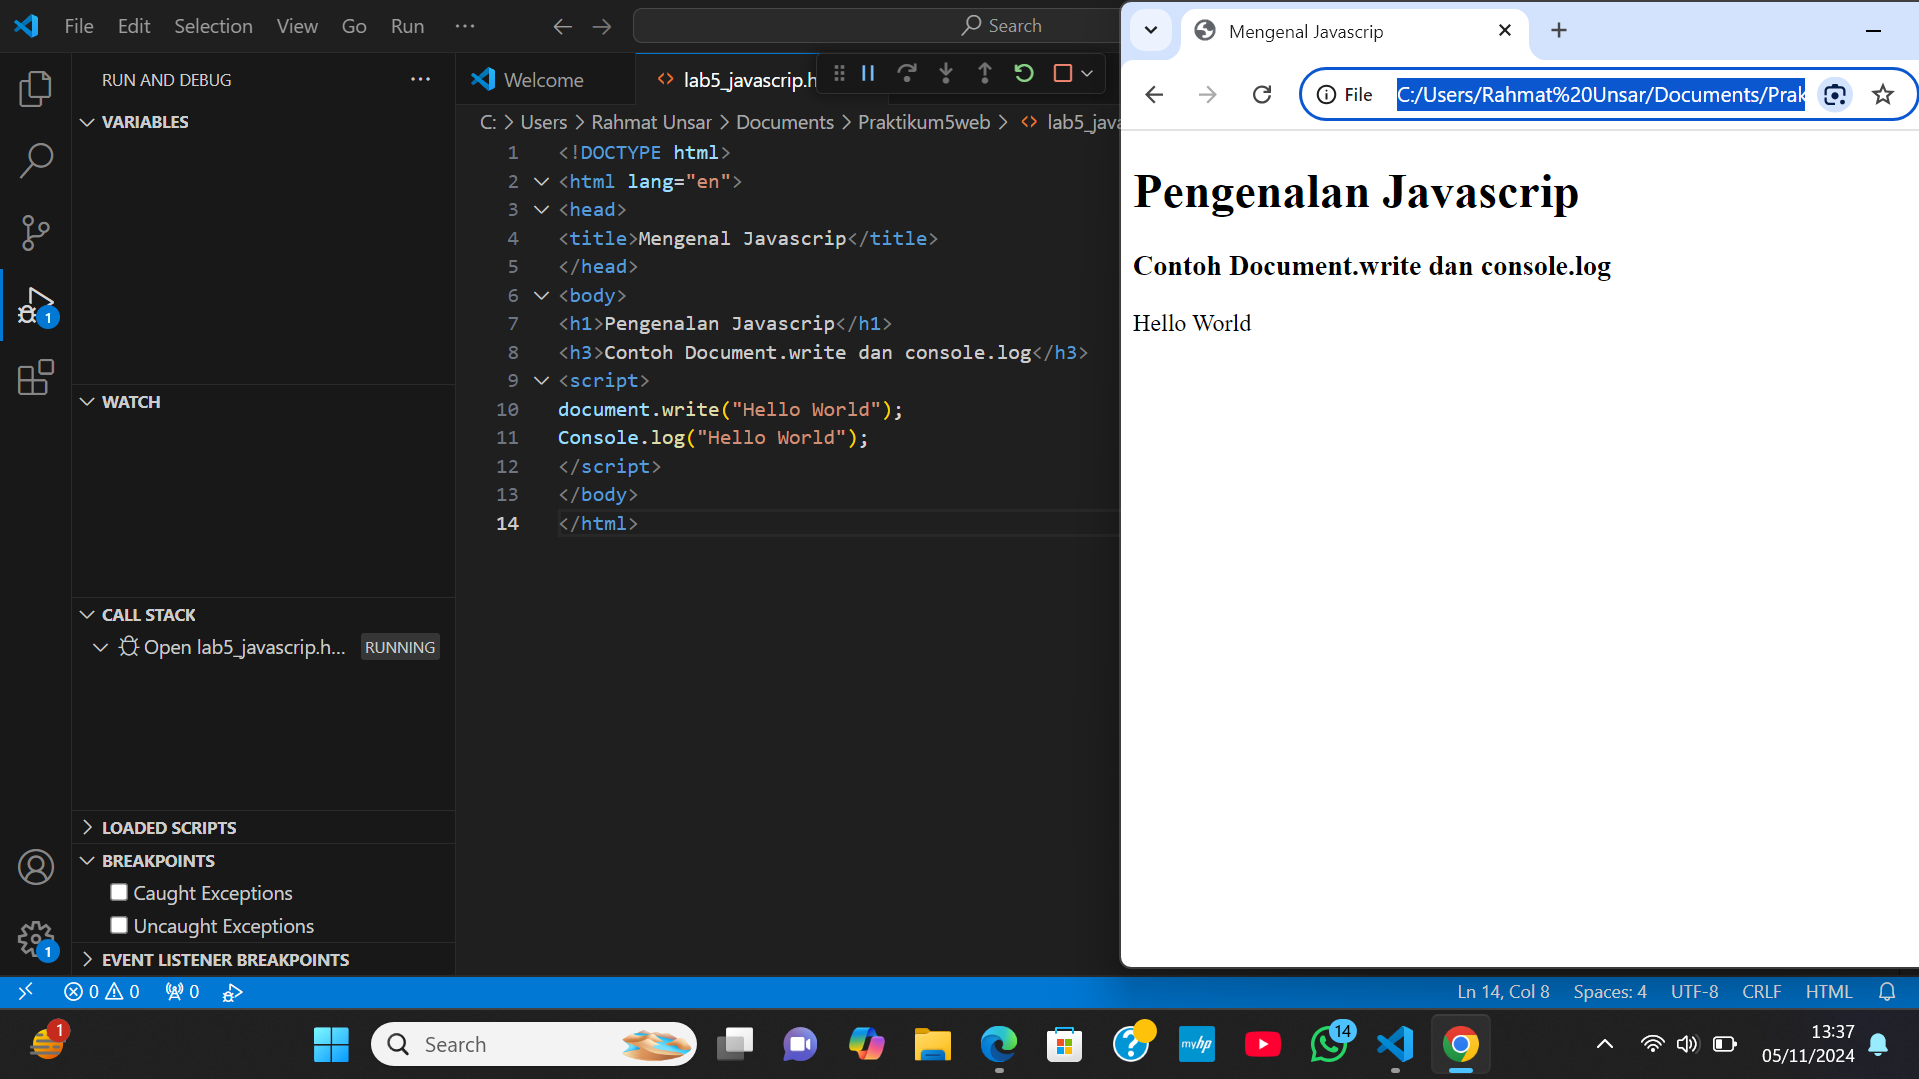 File Edit Selection View Go Run ··· Search
RUN AND DEBUG ···
VARIABLES
WATCH
CALL STACK
Open lab5_javascrip.h... RUNNING
LOADED SCRIPTS
BREAKPOINTS
Caught Exceptions
Uncaught Exceptions
EVENT LISTENER BREAKPOINTS
Welcome lab5_javascrip.h
C: > Users > Rahmat Unsar > Documents > Praktikum5web > lab5_java
1 <!DOCTYPE html>
2 <html lang="en">
3 <head>
4 <title>Mengenal Javascrip</title>
5 </head>
6 <body>
7 <h1>Pengenalan Javascrip</h1>
8 <h3>Contoh Document.write dan console.log</h3>
9 <script>
10 document.write("Hello World");
11 Console.log("Hello World");
12 </script>
13 </body>
14 </html>
Mengenal Javascrip
File C:/Users/Rahmat%20Unsar/Documents/Prak
Pengenalan Javascrip
Contoh Document.write dan console.log
Hello World
0 0 0 Ln 14, Col 8 Spaces: 4 UTF-8 CRLF HTML
1
1
1 Search myhp 14 13:37
05/11/2024